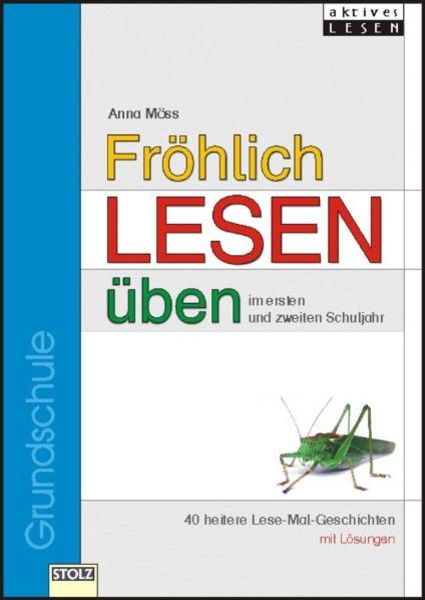 aktives
LESEN
Anna Möss
Fröhlich
LESEN
üben
im ersten
und zweiten Schuljahr
Grundschule
40 heitere Lese-Mal-Geschichten
mit Lösungen
STOLZ